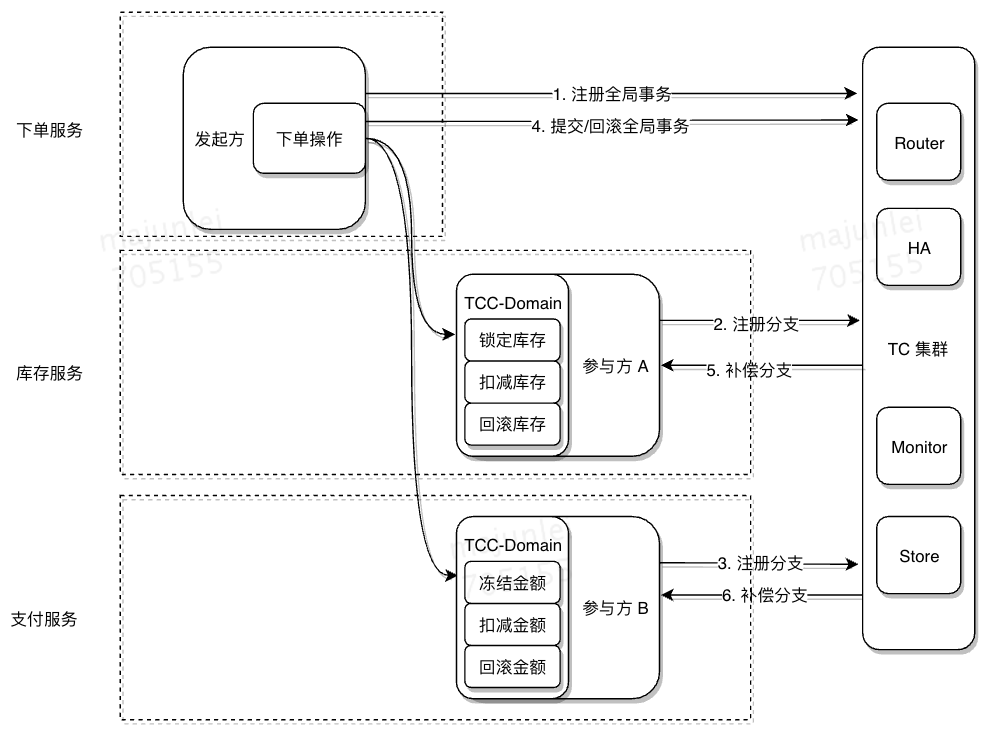 下单服务
发起方
下单操作
1. 注册全局事务
4. 提交/回滚全局事务
Router
HA
TC 集群
Monitor
Store
majunlei
705155
majunlei
705155
库存服务
TCC-Domain
锁定库存
扣减库存
回滚库存
参与方 A
2. 注册分支
5. 补偿分支
支付服务
majunlei
705155
TCC-Domain
冻结金额
扣减金额
回滚金额
参与方 B
3. 注册分支
6. 补偿分支